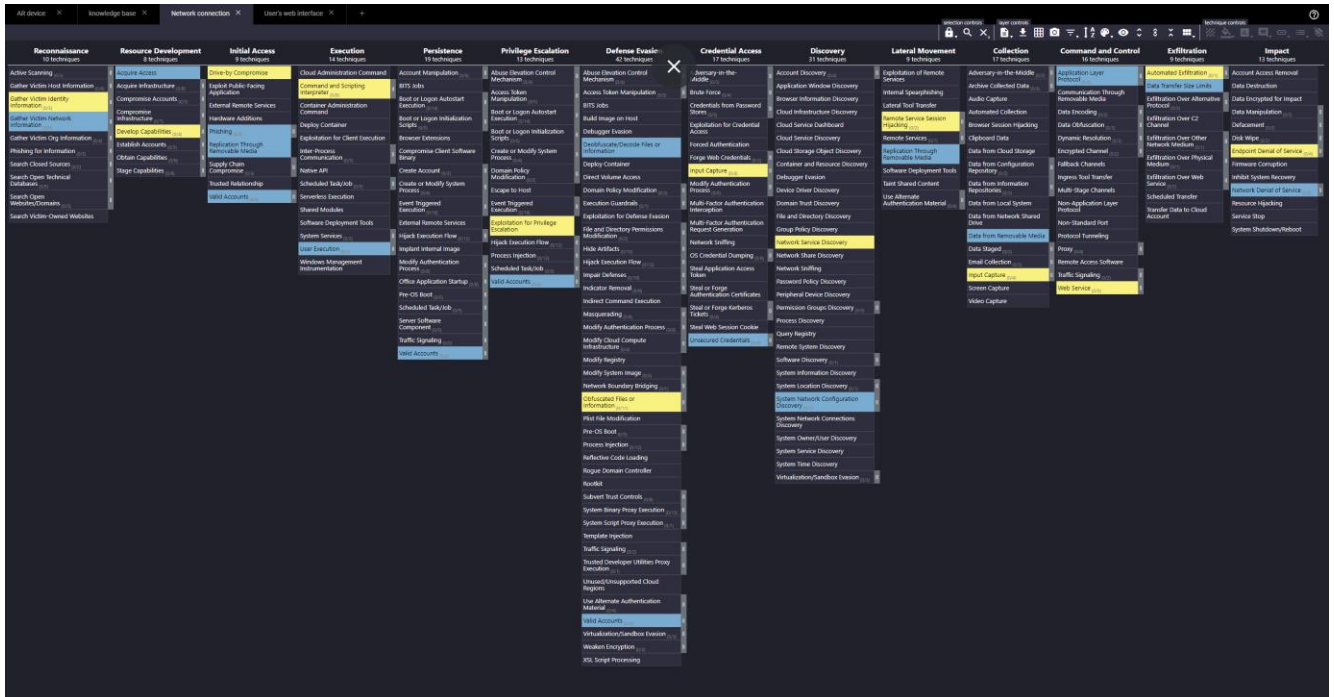 AR device ×
knowledge base ×
Network connection ×
User's web interface ×
+
selection controls
layer controls
technique controls
Reconnaissance
10 techniques
Active Scanning
Gather Victim Host Information
Gather Victim Identity
Information
Gather Victim Network
Information
Gather Victim Org Information
Phishing for Information
Search Closed Sources
Search Open Technical
Databases
Search Open
Websites/Domains
Search Victim-Owned Websites
Resource Development
8 techniques
Acquire Access
Acquire Infrastructure
Compromise Accounts
Compromise
Infrastructure
Develop Capabilities
Establish Accounts
Obtain Capabilities
Stage Capabilities
Initial Access
9 techniques
Drive-by Compromise
Exploit Public-Facing
Application
External Remote Services
Hardware Additions
Phishing
Replication Through
Removable Media
Supply Chain
Compromise
Trusted Relationship
Valid Accounts
Execution
14 techniques
Cloud Administration Command
Command and Scripting
Interpreter
Container Administration
Command
Deploy Container
Exploitation for Client Execution
Inter-Process
Communication
Native API
Scheduled Task/Job
Serverless Execution
Shared Modules
Software Deployment Tools
System Services
User Execution
Windows Management
Instrumentation
Persistence
19 techniques
Account Manipulation
BITS Jobs
Boot or Logon Autostart
Execution
Boot or Logon Initialization
Scripts
Browser Extensions
Compromise Client Software
Binary
Create Account
Create or Modify System
Process
Event Triggered
Execution
External Remote Services
Hijack Execution Flow
Implant Internal Image
Modify Authentication
Process
Office Application Startup
Pre-OS Boot
Scheduled Task/Job
Server Software
Component
Traffic Signaling
Valid Accounts
Privilege Escalation
13 techniques
Abuse Elevation Control
Mechanism
Access Token
Manipulation
Boot or Logon Autostart
Execution
Boot or Logon Initialization
Scripts
Create or Modify System
Process
Domain Policy
Modification
Escape to Host
Event Triggered
Execution
Exploitation for Privilege
Escalation
Hijack Execution Flow
Process Injection
Scheduled Task/Job
Valid Accounts
Defense Evasion
42 techniques
Abuse Elevation Control
Mechanism
Access Token Manipulation
BITS Jobs
Build Image on Host
Debugger Evasion
Deobfuscate/Decode Files or
Information
Deploy Container
Direct Volume Access
Domain Policy Modification
Execution Guardrails
Exploitation for Defense Evasion
File and Directory Permissions
Modification
Hide Artifacts
Hijack Execution Flow
Impair Defenses
Indicator Removal
Indirect Command Execution
Masquerading
Modify Authentication Process
Modify Cloud Compute
Infrastructure
Modify Registry
Modify System Image
Network Boundary Bridging
Obfuscated Files or
Information
Plist File Modification
Pre-OS Boot
Process Injection
Reflective Code Loading
Rogue Domain Controller
Rootkit
Subvert Trust Controls
System Binary Proxy Execution
System Script Proxy Execution
Template Injection
Traffic Signaling
Trusted Developer Utilities Proxy
Execution
Unused/Unsupported Cloud
Regions
Use Alternate Authentication
Material
Valid Accounts
Virtualization/Sandbox Evasion
Weaken Encryption
XSL Script Processing
Credential Access
17 techniques
Adversary-in-the-
Middle
Brute Force
Credentials from Password
Stores
Exploitation for Credential
Access
Forced Authentication
Forge Web Credentials
Input Capture
Modify Authentication
Process
Multi-Factor Authentication
Interception
Multi-Factor Authentication
Request Generation
Network Sniffing
OS Credential Dumping
Steal Application Access
Token
Steal or Forge
Authentication Certificates
Steal or Forge Kerberos
Tickets
Steal Web Session Cookie
Unsecured Credentials
Discovery
31 techniques
Account Discovery
Application Window Discovery
Browser Information Discovery
Cloud Infrastructure Discovery
Cloud Service Dashboard
Cloud Service Discovery
Cloud Storage Object Discovery
Container and Resource Discovery
Debugger Evasion
Device Driver Discovery
Domain Trust Discovery
File and Directory Discovery
Group Policy Discovery
Network Service Discovery
Network Share Discovery
Network Sniffing
Password Policy Discovery
Peripheral Device Discovery
Permission Groups Discovery
Process Discovery
Query Registry
Remote System Discovery
Software Discovery
System Information Discovery
System Location Discovery
System Network Configuration
Discovery
System Network Connections
Discovery
System Owner/User Discovery
System Service Discovery
System Time Discovery
Virtualization/Sandbox Evasion
Lateral Movement
9 techniques
Exploitation of Remote
Services
Internal Spearphishing
Lateral Tool Transfer
Remote Service Session
Hijacking
Remote Services
Replication Through
Removable Media
Software Deployment Tools
Taint Shared Content
Use Alternate
Authentication Material
Collection
17 techniques
Adversary-in-the-Middle
Archive Collected Data
Audio Capture
Automated Collection
Browser Session Hijacking
Clipboard Data
Data from Cloud Storage
Data from Configuration
Repository
Data from Information
Repositories
Data from Local System
Data from Network Shared
Drive
Data from Removable Media
Data Staged
Email Collection
Input Capture
Screen Capture
Video Capture
Command and Control
16 techniques
Application Layer
Protocol
Communication Through
Removable Media
Data Encoding
Data Obfuscation
Dynamic Resolution
Encrypted Channel
Fallback Channels
Ingress Tool Transfer
Multi-Stage Channels
Non-Application Layer
Protocol
Non-Standard Port
Protocol Tunneling
Proxy
Remote Access Software
Traffic Signaling
Web Service
Exfiltration
9 techniques
Automated Exfiltration
Data Transfer Size Limits
Exfiltration Over Alternative
Protocol
Exfiltration Over C2
Channel
Exfiltration Over Other
Network Medium
Exfiltration Over Physical
Medium
Exfiltration Over Web
Service
Scheduled Transfer
Transfer Data to Cloud
Account
Impact
13 techniques
Account Access Removal
Data Destruction
Data Encrypted for Impact
Data Manipulation
Defacement
Disk Wipe
Endpoint Denial of Service
Firmware Corruption
Inhibit System Recovery
Network Denial of Service
Resource Hijacking
Service Stop
System Shutdown/Reboot